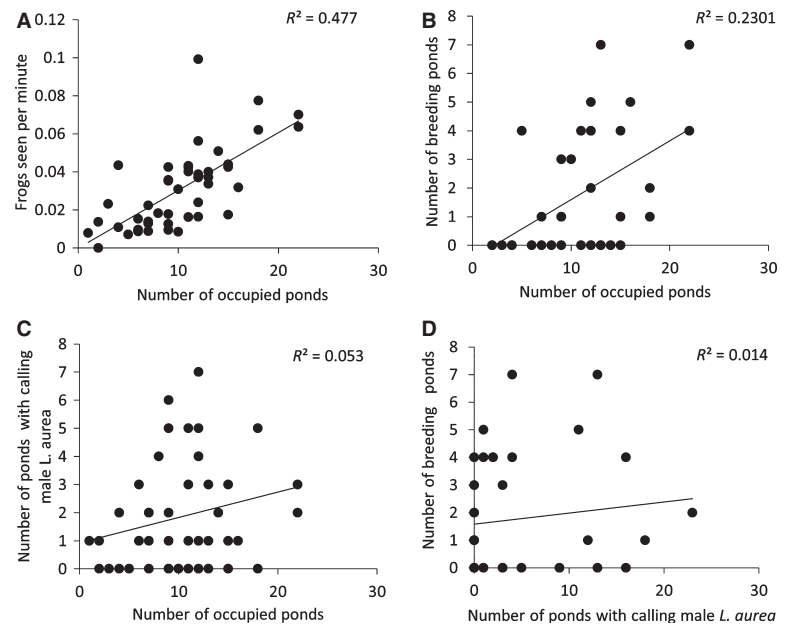 A
R² = 0.477
0.12
0.1
0.08
0.06
0.04
0.02
0
0 10 20 30
Frogs seen per minute
Number of occupied ponds
B
R² = 0.2301
8
7
6
5
4
3
2
1
0
0 10 20 30
Number of breeding ponds
Number of occupied ponds
C
R² = 0.053
8
7
6
5
4
3
2
1
0
0 10 20 30
Number of ponds with calling
male L. aurea
Number of occupied ponds
D
R² = 0.014
8
7
6
5
4
3
2
1
0
0 10 20 30
Number of breeding ponds
Number of ponds with calling male L. aurea